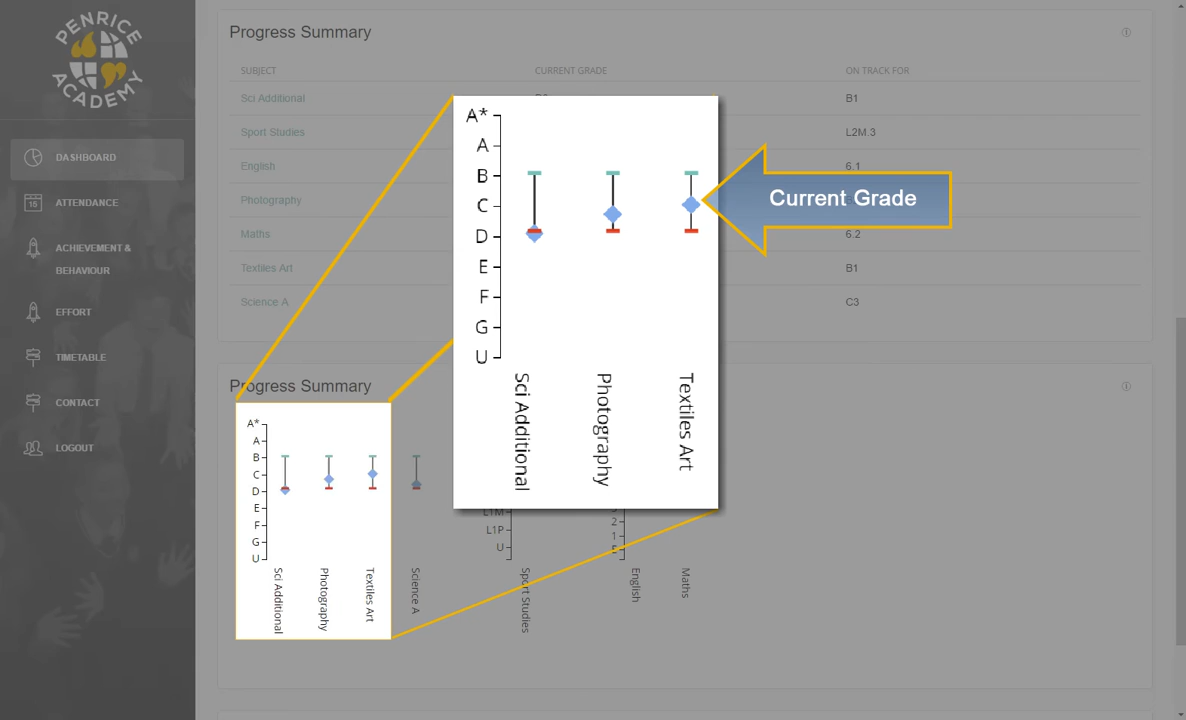 PENRICE
ACADEMY
DASHBOARD
15
ATTENDANCE
ACHIEVEMENT &
BEHAVIOUR
EFFORT
TIMETABLE
CONTACT
LOGOUT
Progress Summary
SUBJECT CURRENT GRADE ON TRACK FOR
Sci Additional B1
Sport Studies L2M.3
English 6.1
Photography
Maths 6.2
Textiles Art B1
Science A C3
A*
A
B
C
D
E
F
G
U
Sci Additional
Photography
Textiles Art
Current Grade
Progress Summary
A*
A
B
C
D
E
F
G
U
Sci Additional
Photography
Textiles Art
Science A
L1M
L1P
U
Sport Studies
2
1
English
Maths